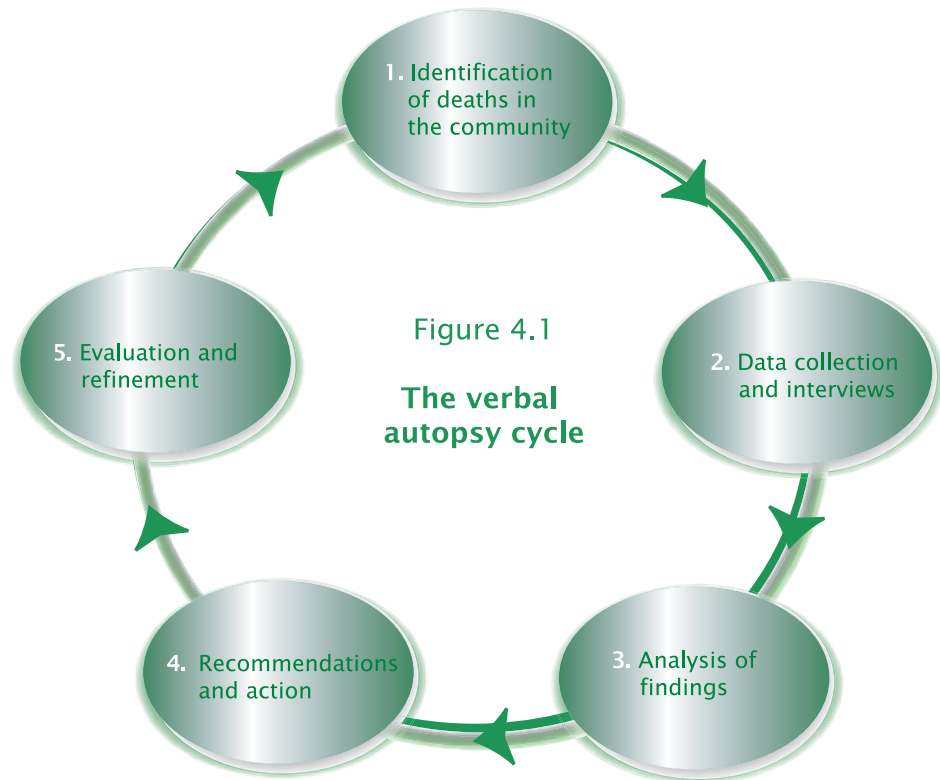 1. Identification
of deaths in
the community
2. Data collection
and interviews
3. Analysis of
findings
4. Recommendations
and action
5. Evaluation and
refinement
Figure 4.1
The verbal
autopsy cycle